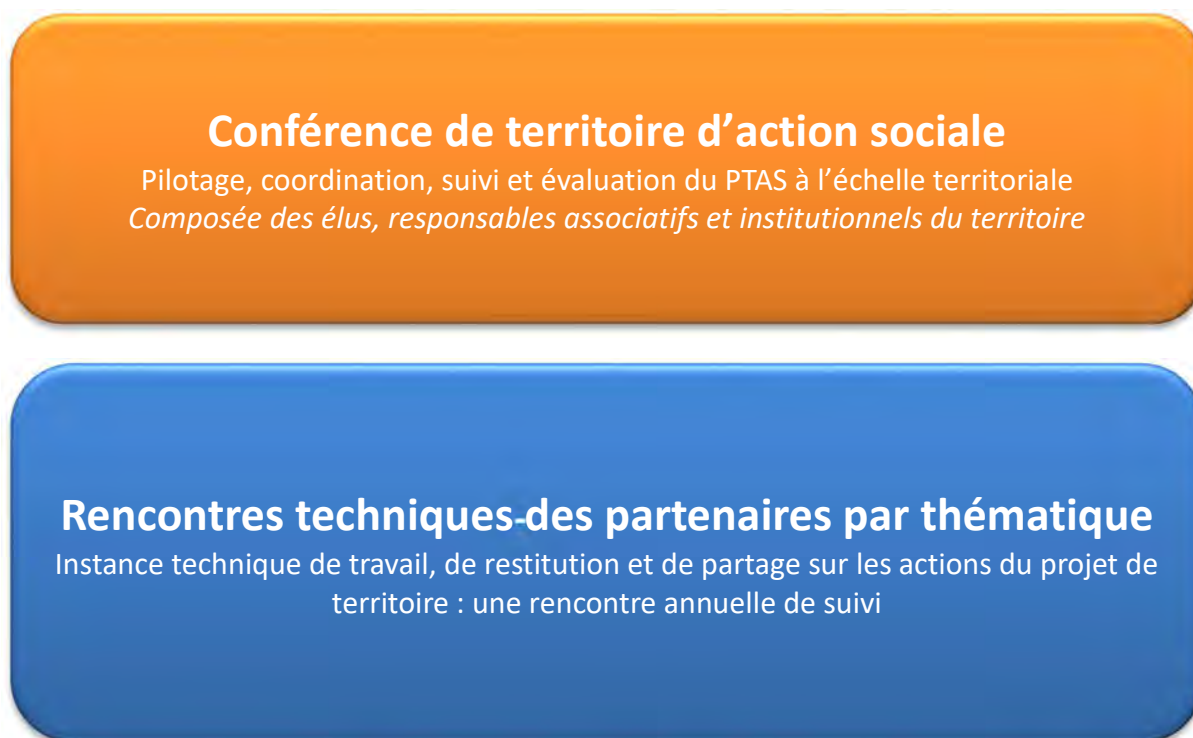 Conférence de territoire d’action sociale
Pilotage, coordination, suivi et évaluation du PTAS à l’échelle territoriale
Composée des élus, responsables associatifs et institutionnels du territoire
Rencontres techniques-des partenaires par thématique
Instance technique de travail, de restitution et de partage sur les actions du projet de
territoire : une rencontre annuelle de suivi